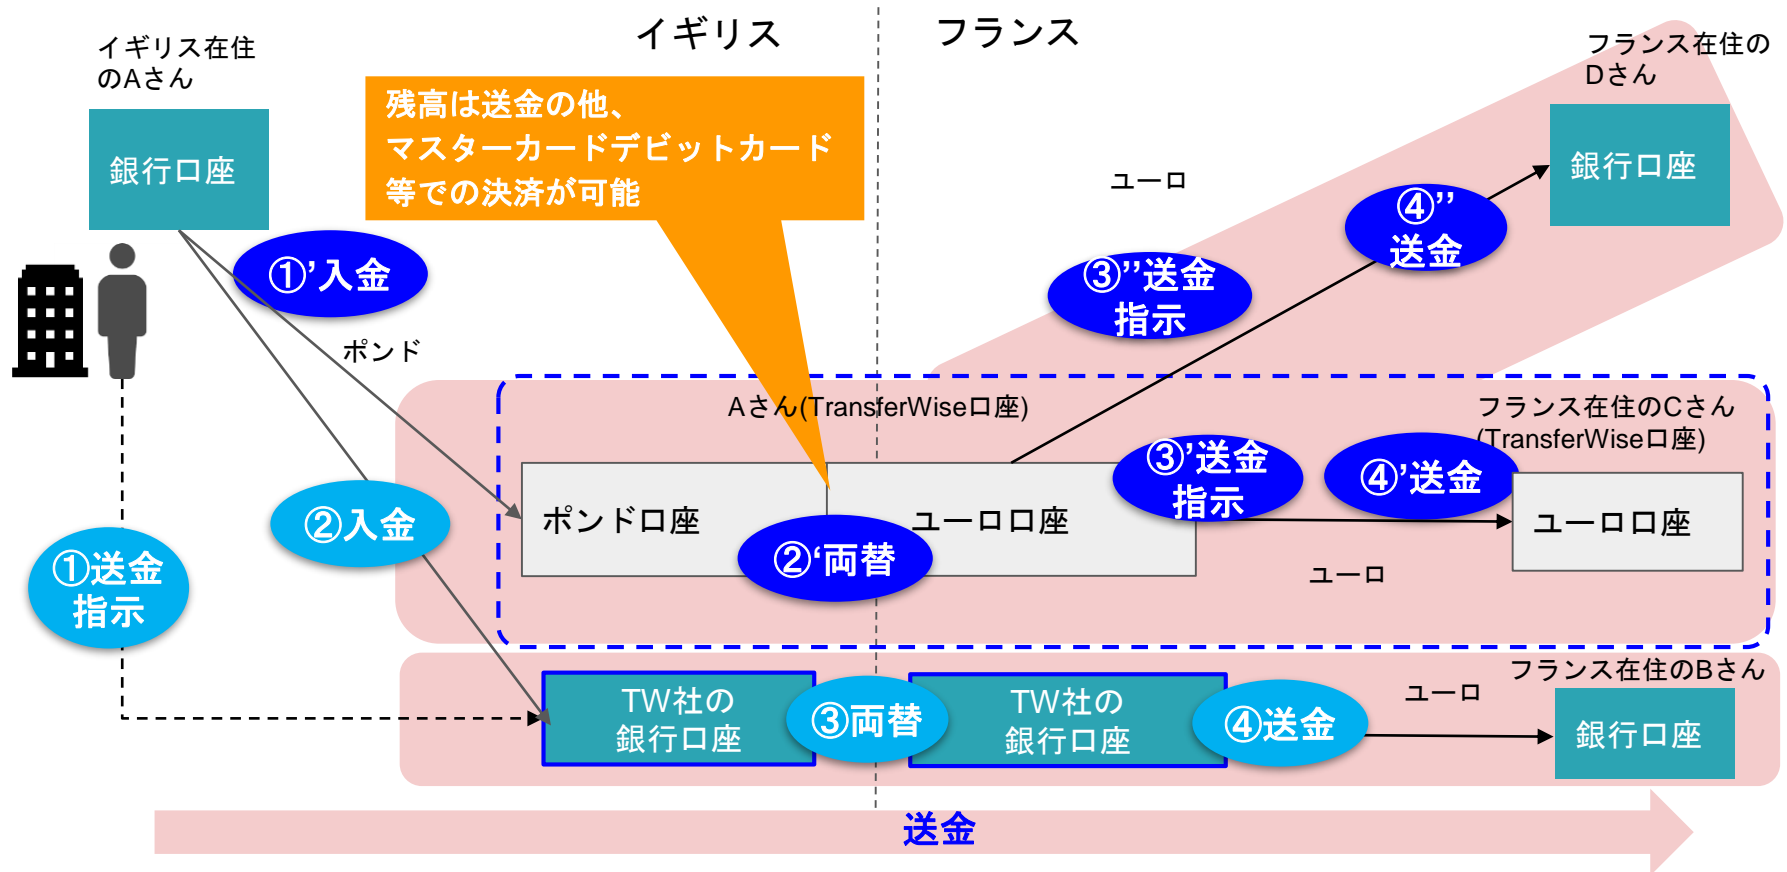 イギリス
フランス
イギリス在住
のAさん
フランス在住の
Dさん
銀行口座
残高は送金の他、
マスターカードデビットカード
等での決済が可能
銀行口座
ユーロ
④’’
送金
①’入金
③’’送金
指示
ポンド
Aさん(TransferWise口座)
フランス在住のCさん
(TransferWise口座)
③’送金
指示
④’送金
②入金
ポンド口座
ユーロ口座
ユーロ口座
②‘両替
ユーロ
①送金
指示
フランス在住のBさん
TW社の
銀行口座
③両替
TW社の
銀行口座
④送金
ユーロ
銀行口座
送金